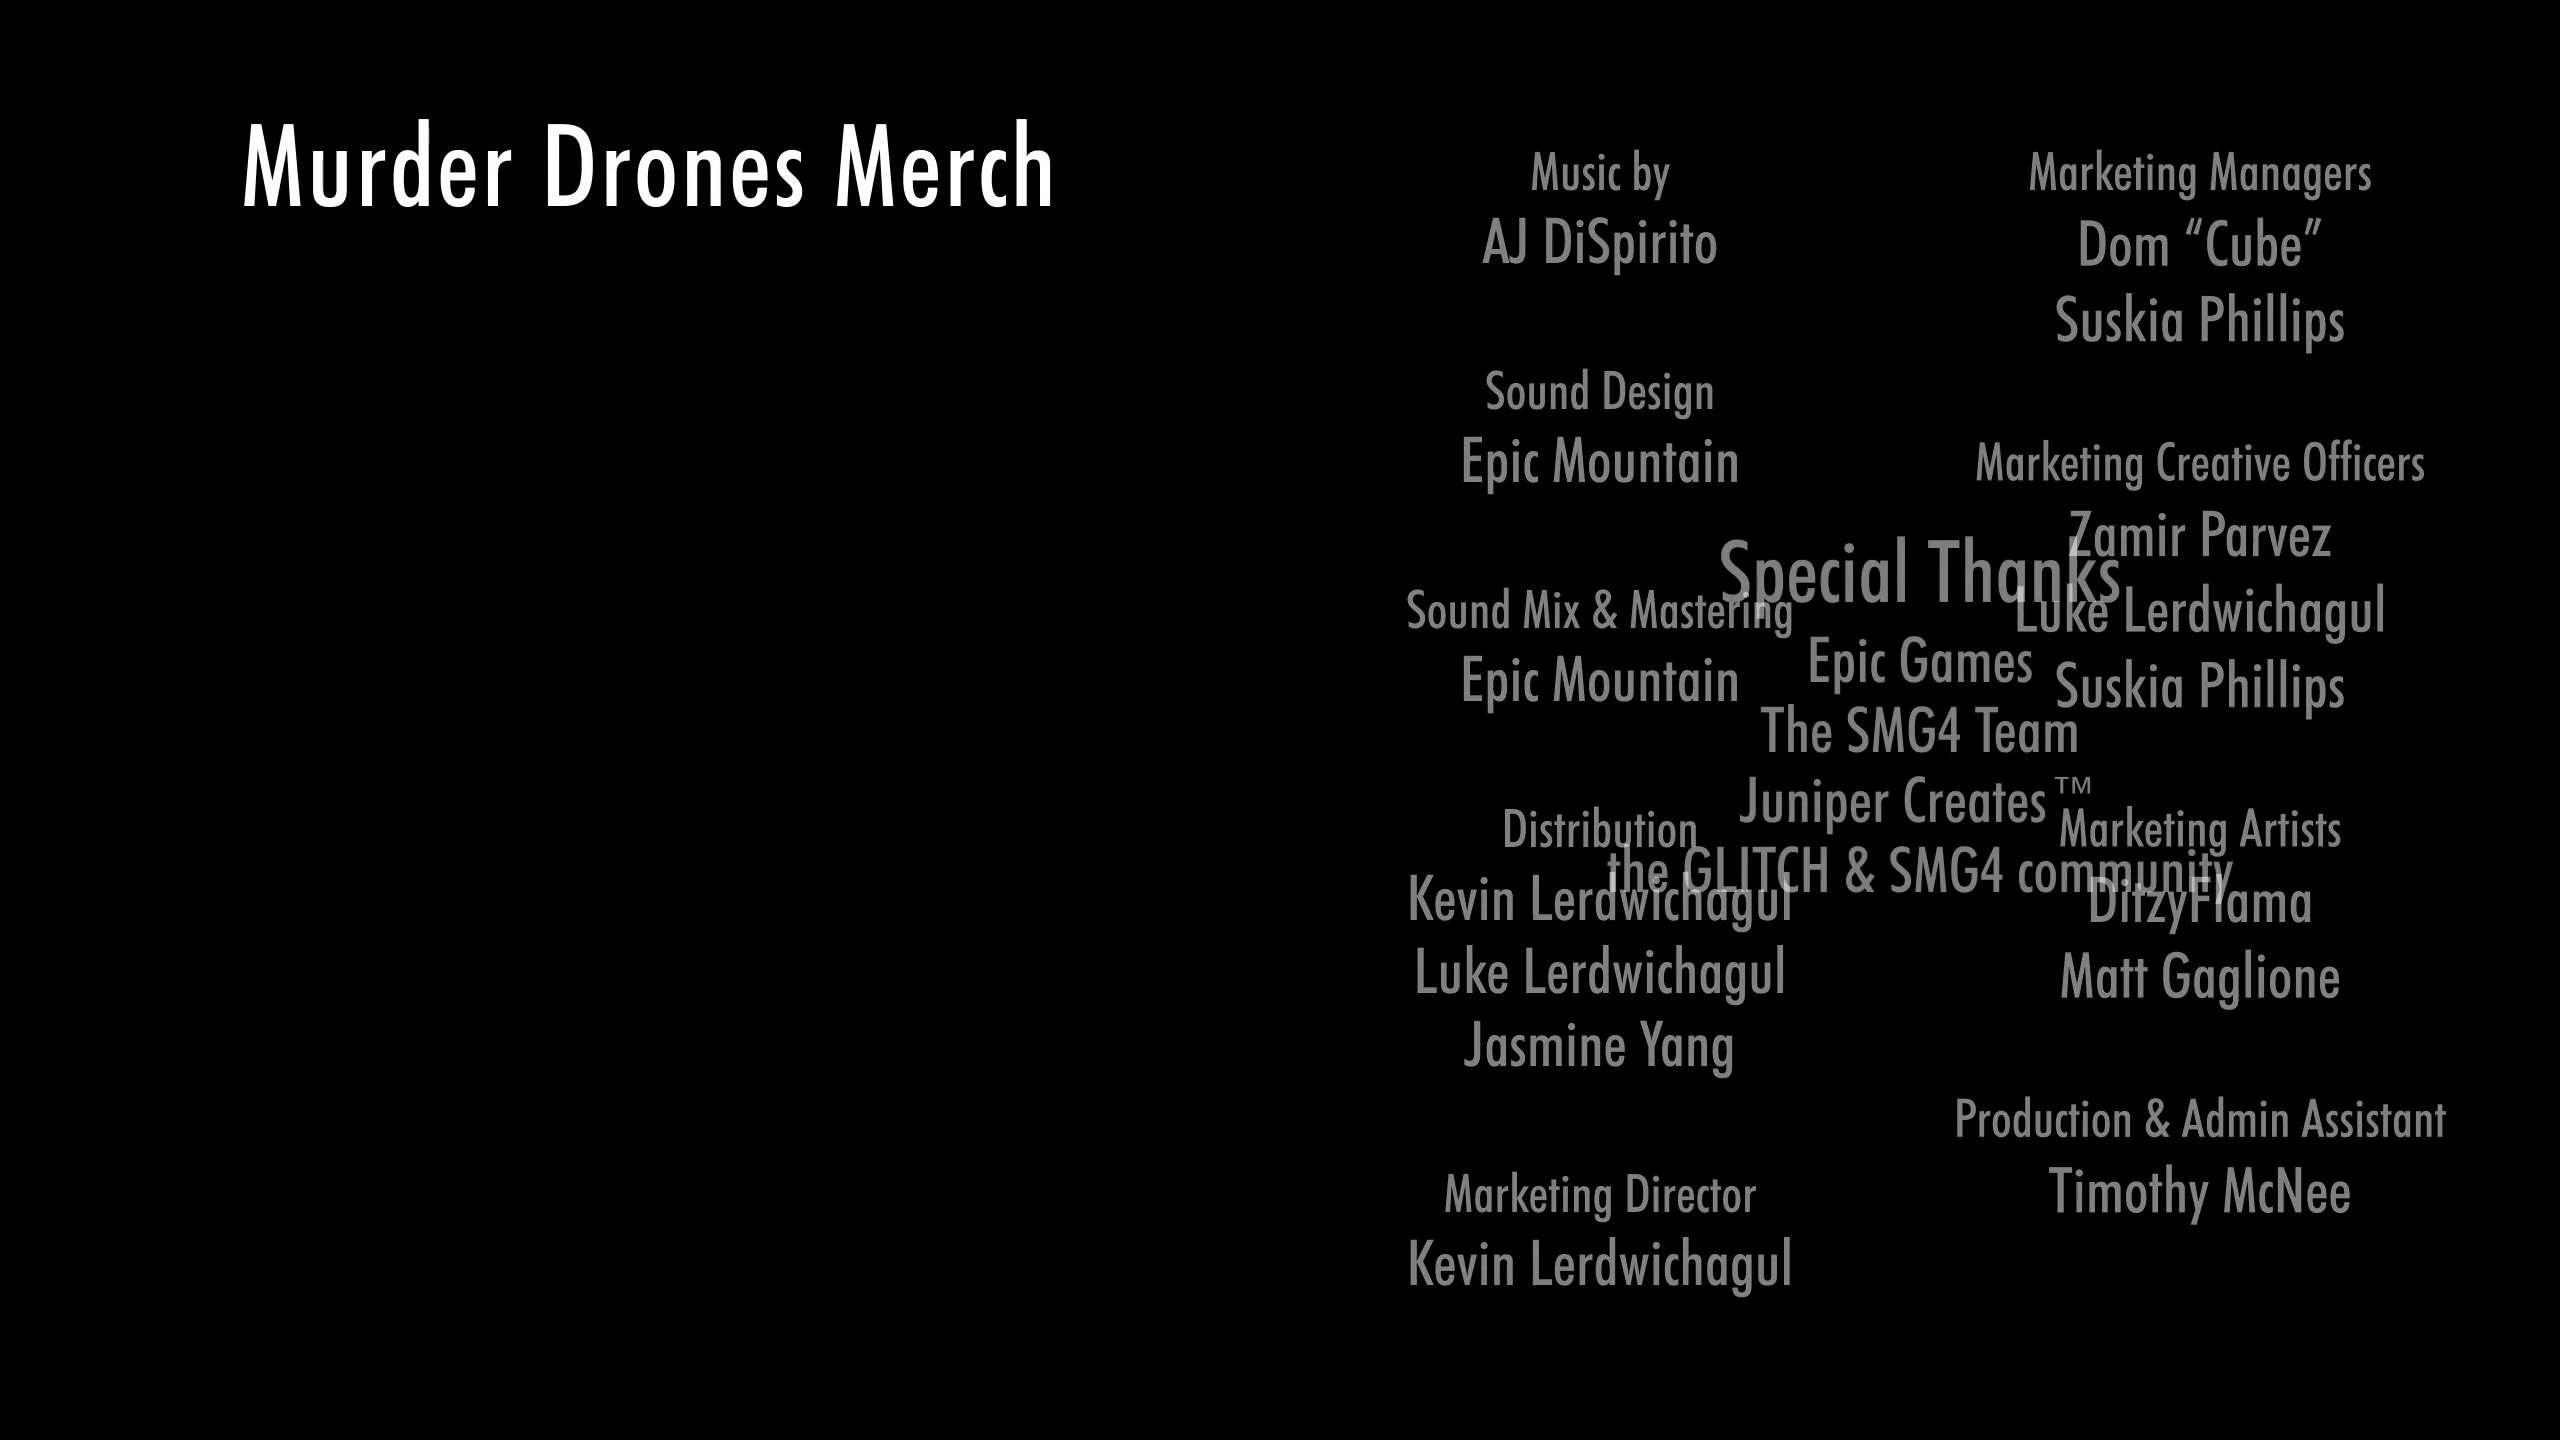 Murder Drones Merch
Music by
AJ DiSpirito
Sound Design
Epic Mountain
Sound Mix & Mastering
Epic Mountain
Distribution
Kevin Lerdwichagul
Luke Lerdwichagul
Jasmine Yang
Marketing Director
Kevin Lerdwichagul
Special Thanks
Epic Games
The SMG4 Team
Juniper Creates™
the GLITCH & SMG4 community
Marketing Managers
Dom “Cube”
Suskia Phillips
Marketing Creative Officers
Zamir Parvez
Luke Lerdwichagul
Suskia Phillips
Marketing Artists
DitzyFlama
Matt Gaglione
Production & Admin Assistant
Timothy McNee